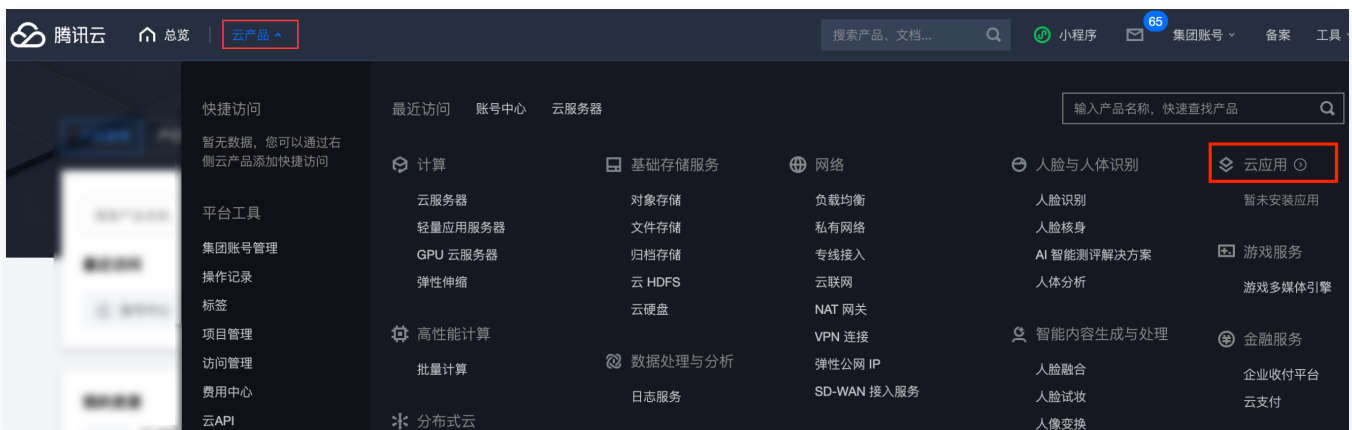 腾讯云
总览
云产品
搜索产品、文档...
小程序
65
集团账号
备案
工具
快捷访问
暂无数据，您可以通过右
侧云产品添加快捷访问
平台工具
集团账号管理
操作记录
标签
项目管理
访问管理
费用中心
云API
最近访问
账号中心
云服务器
输入产品名称，快速查找产品
计算
云服务器
轻量应用服务器
GPU 云服务器
弹性伸缩
高性能计算
批量计算
分布式云
基础存储服务
对象存储
文件存储
归档存储
云 HDFS
云硬盘
数据处理与分析
日志服务
网络
负载均衡
私有网络
专线接入
云联网
NAT 网关
VPN 连接
弹性公网 IP
SD-WAN 接入服务
人脸与人体识别
人脸识别
人脸核身
AI 智能测评解决方案
人体分析
智能内容生成与处理
人脸融合
人脸试妆
人像变换
云应用
暂未安装应用
游戏服务
游戏多媒体引擎
金融服务
企业收付平台
云支付